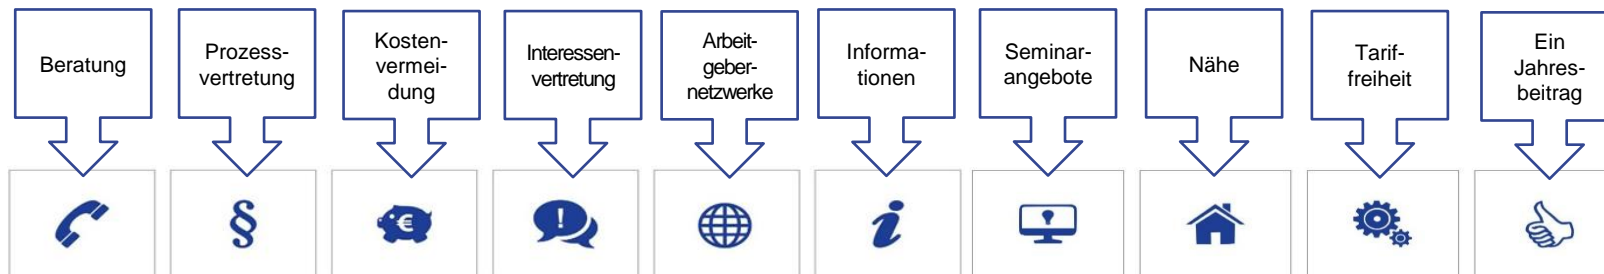 Beratung
Prozess-
vertretung
Kosten-
vermei-
dung
Interessen-
vertretung
Arbeit-
geber-
netzwerke
Informa-
tionen
Seminar-
angebote
Nähe
Tarif-
freiheit
Ein
Jahres-
beitrag
§
€
!
i